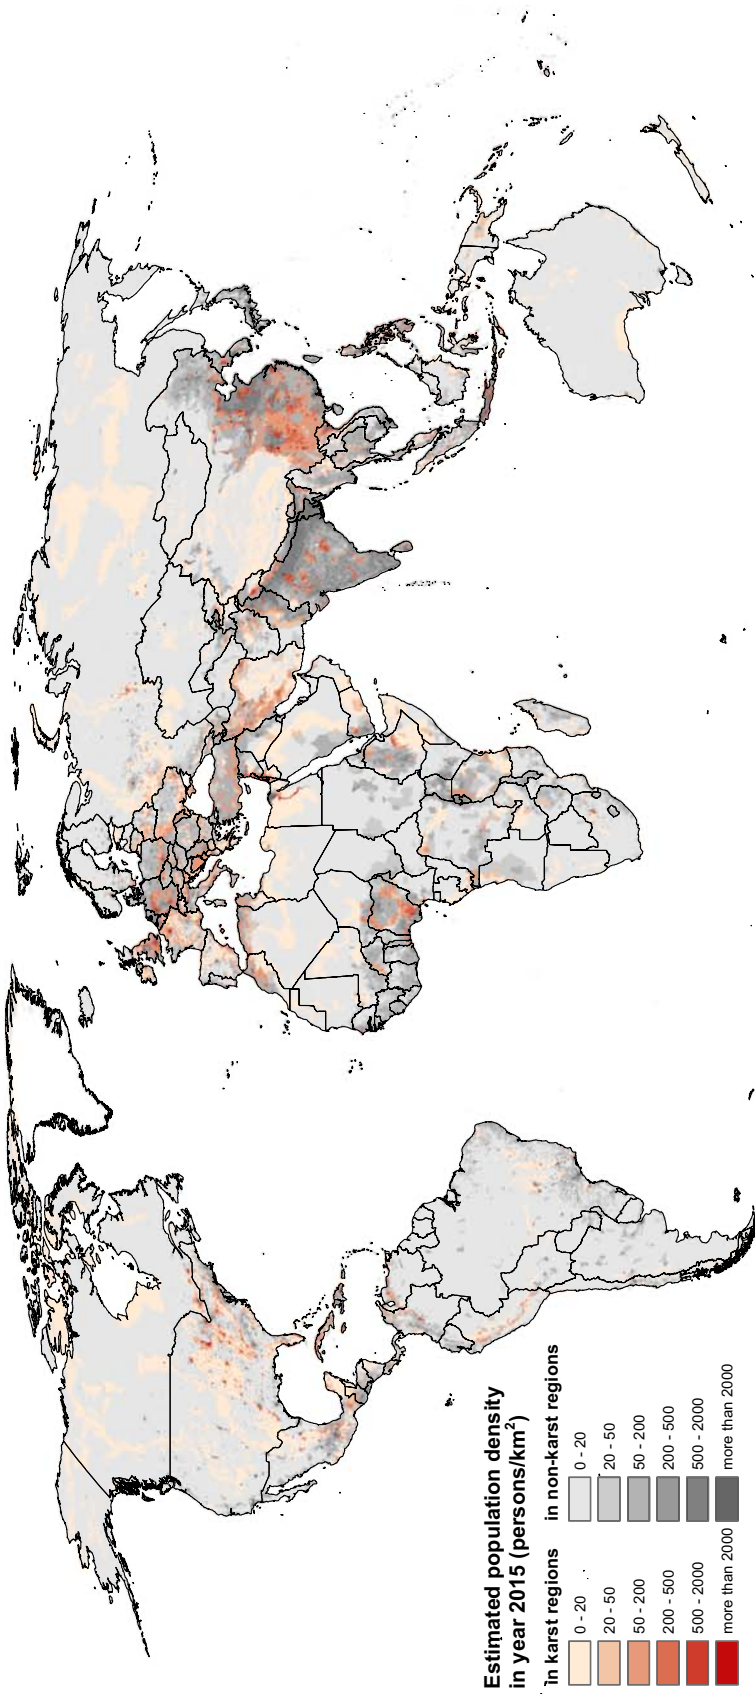 Estimated population density
in year 2015 (persons/km²)
in karst regions
in non-karst regions
0 - 20
0 - 20
20 - 50
20 - 50
50 - 200
50 - 200
200 - 500
200 - 500
500 - 2000
500 - 2000
more than 2000
more than 2000